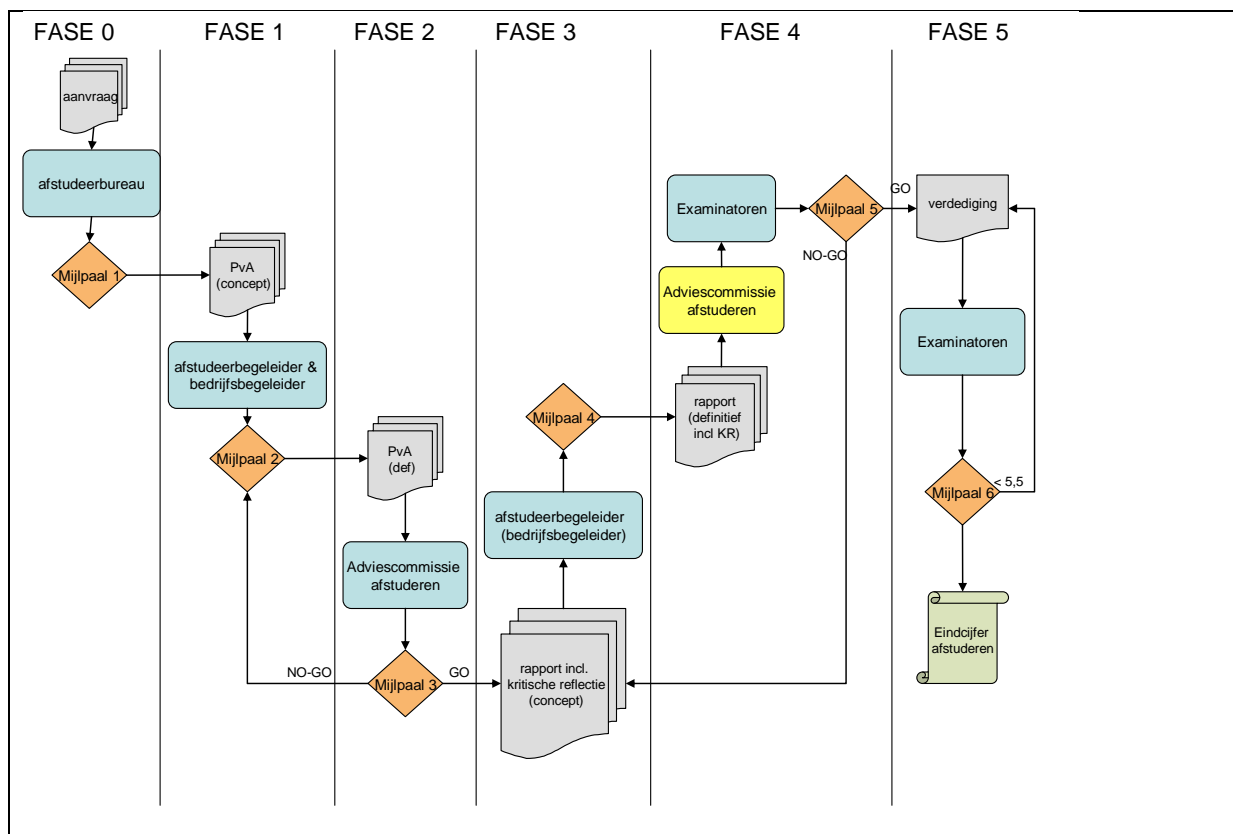 FASE 0
FASE 1
FASE 2
FASE 3
FASE 4
FASE 5
aanvraag
afstudeerbureau
Mijlpaal 1
PvA
(concept)
afstudeerbegeleider &
bedrijfsbegeleider
Mijlpaal 2
NO-GO
PvA
(def)
Adviescommissie
afstuderen
Mijlpaal 3
GO
rapport incl.
kritische reflectie
(concept)
afstudeerbegeleider
(bedrijfsbegeleider)
Mijlpaal 4
rapport
(definitief
incl KR)
Adviescommissie
afstuderen
Examinatoren
Mijlpaal 5
GO
NO-GO
verdediging
Examinatoren
Mijlpaal 6
< 5,5
Eindcijfer
afstuderen